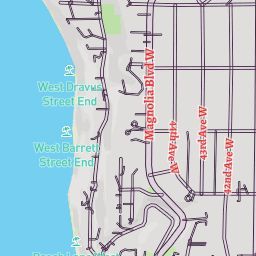 West Dravus
Street End
West Barrett
Street End
Magnolia Blvd W
44th Ave W
43rd Ave W
42nd Ave W